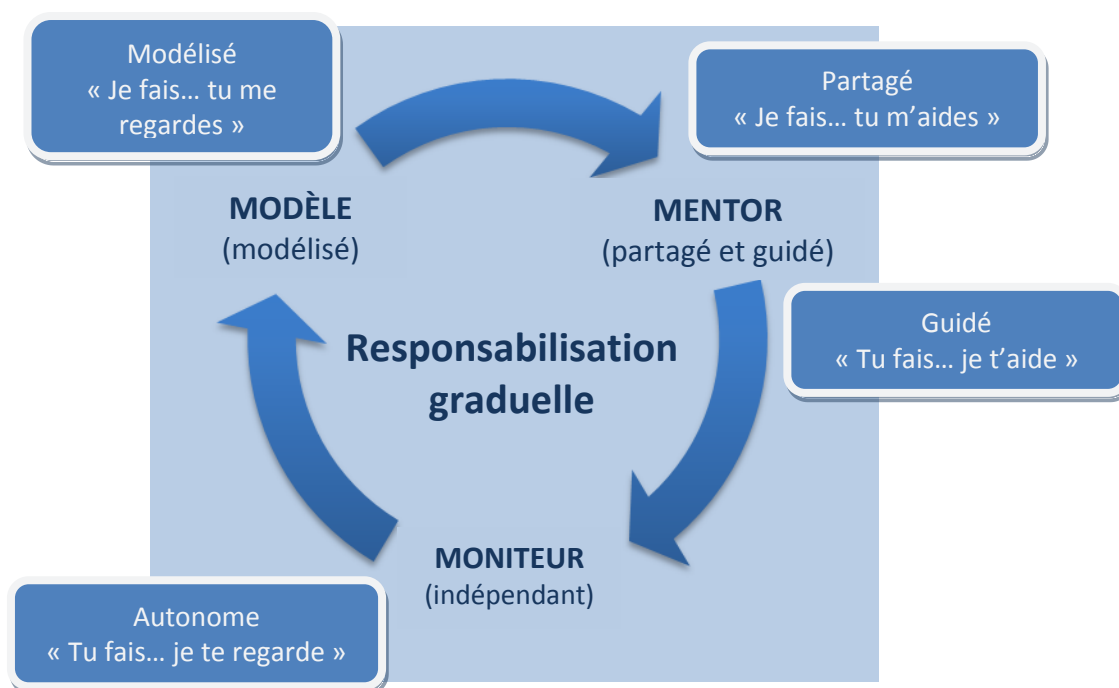 Modélisé
« Je fais… tu me
regardes »
Partagé
« Je fais… tu m’aides »
MODÈLE
(modélisé)
MENTOR
(partagé et guidé)
Guidé
« Tu fais… je t’aide »
Responsabilisation
graduelle
MONITEUR
(indépendant)
Autonome
« Tu fais… je te regarde »